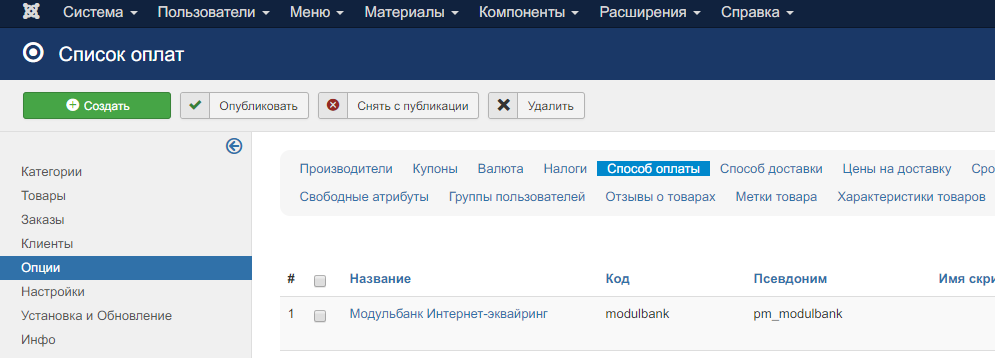 Система Пользователи Меню Материалы Компоненты Расширения Справка
Список оплат
Создать Опубликовать Снять с публикации Удалить
Категории
Товары
Заказы
Клиенты
Опции
Настройки
Установка и Обновление
Инфо
Производители Купоны Валюта Налоги Способ оплаты Способ доставки Цены на доставку Сро
Свободные атрибуты Группы пользователей Отзывы о товарах Метки товара Характеристики товаров
# Название Код Псевдоним Имя скри
1 Модульбанк Интернет-эквайринг modulbank pm_modulbank